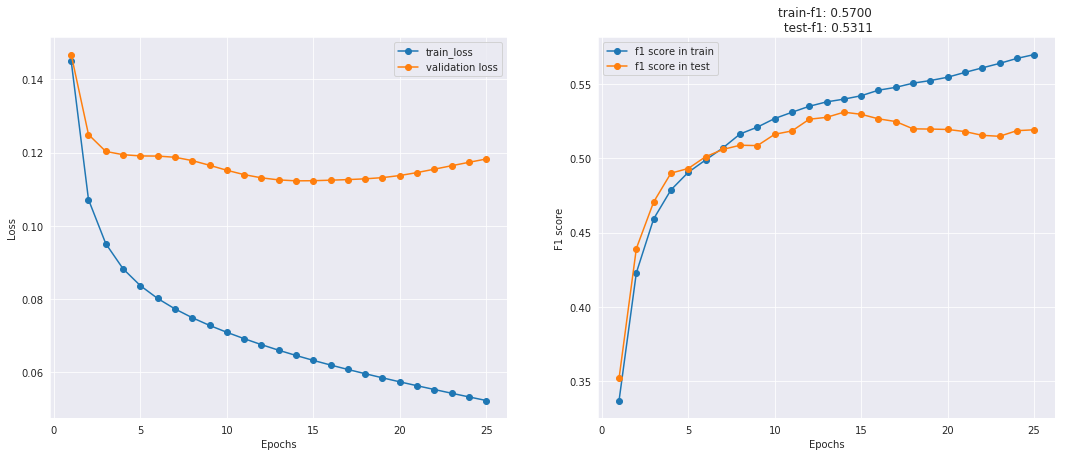 train_loss
validation loss
0.14
0.12
0.10
0.08
0.06
Loss
0
5
10
15
20
25
Epochs
train-f1: 0.5700
test-f1: 0.5311
f1 score in train
f1 score in test
0.55
0.50
0.45
0.40
0.35
F1 score
0
5
10
15
20
25
Epochs